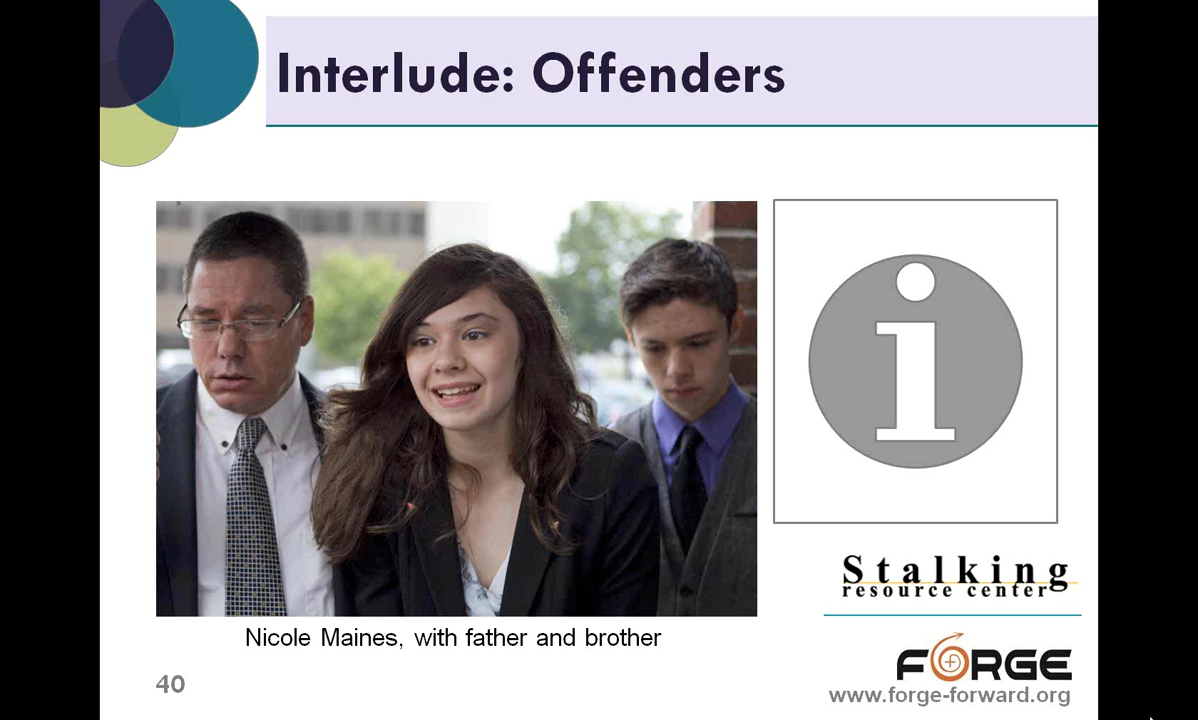 Interlude: Offenders
i
Nicole Maines, with father and brother
Stalking
resource center
FORGE
www.forge-forward.org
40